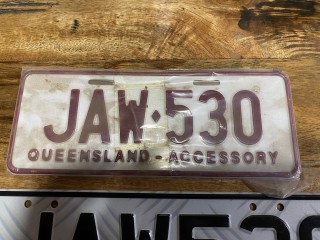 JAW·530
QUEENSLAND - ACCESSORY